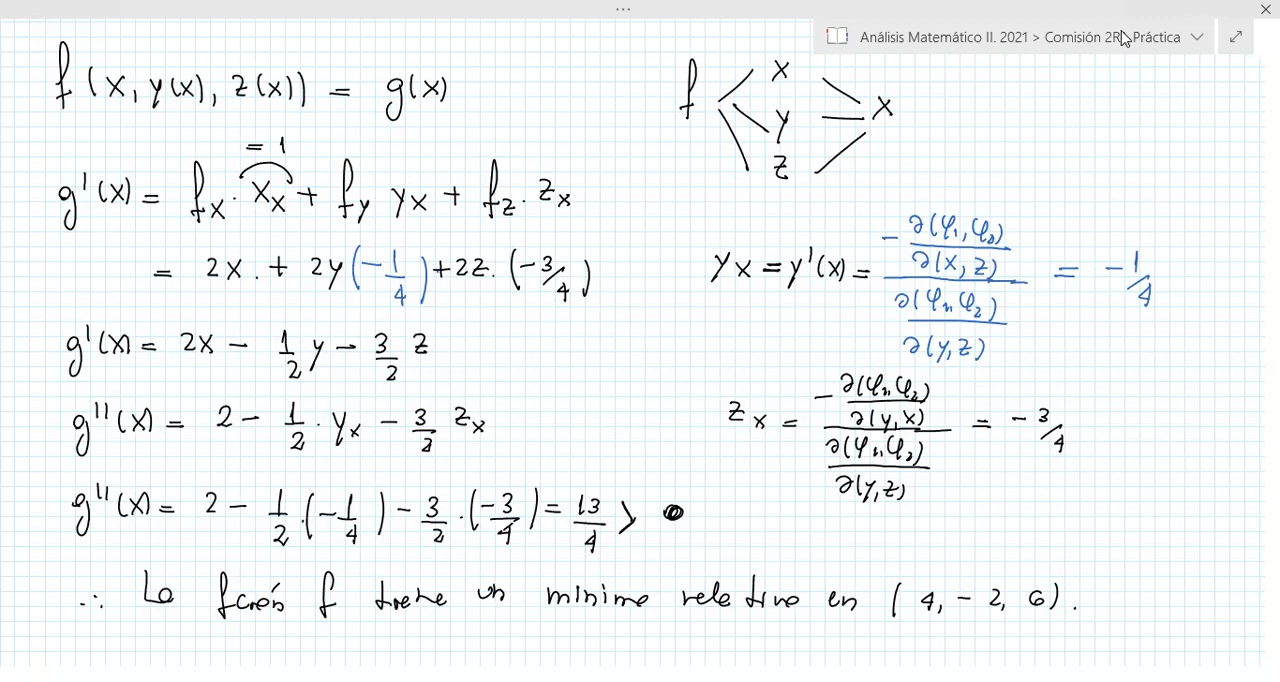 Análisis Matemático II. 2021 > Comisión 2R Práctica
f(x, y(x), z(x)) = g(x)
f x y z x
= 1
g'(x) = fx · xx + fy yx + fz · zx
= 2x · + 2y(-1/4) + 2z · (-3/4)
yx = y'(x) = - ∂(φ1, φ2)/∂(x, z) / ∂(φ1, φ2)/∂(y, z) = -1/4
g'(x) = 2x - 1/2 y - 3/2 z
g''(x) = 2 - 1/2 · yx - 3/2 zx
zx = - ∂(φ1, φ2)/∂(y, x) / ∂(φ1, φ2)/∂(y, z) = -3/4
g''(x) = 2 - 1/2 · (-1/4) - 3/2 · (-3/4) = 13/4 > 0
∴ La fción f tiene un mínimo relativo en (4, -2, 6).